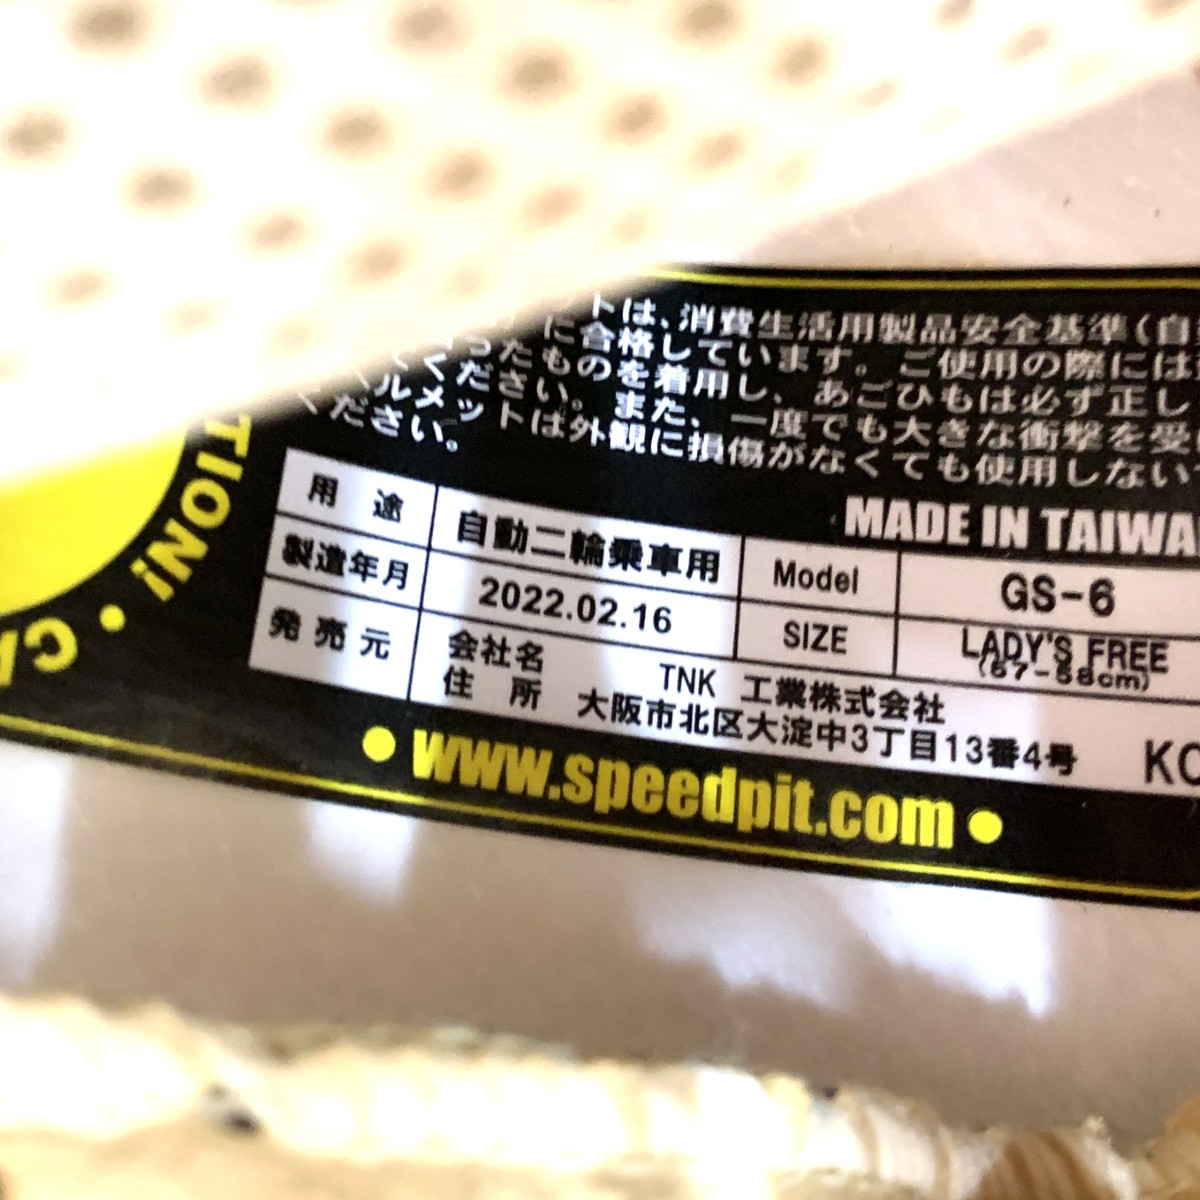 トは、消費生活用製品安全基準(自
に合格しています。ご使用の際には
ったものを着用し、あごひもは必ず正し
てください。また、一度でも大きな衝撃を受
ヘルメットは外観に損傷がなくても使用しない
ください。
MADE IN TAIWA
用途 自動二輪乗車用 Model GS-6
製造年月 2022.02.16 SIZE LADY'S FREE
(57-58cm)
発売元 会社名 TNK 工業株式会社
住所 大阪市北区大淀中3丁目13番4号 KO
• www.speedpit.com •
TION! • CA